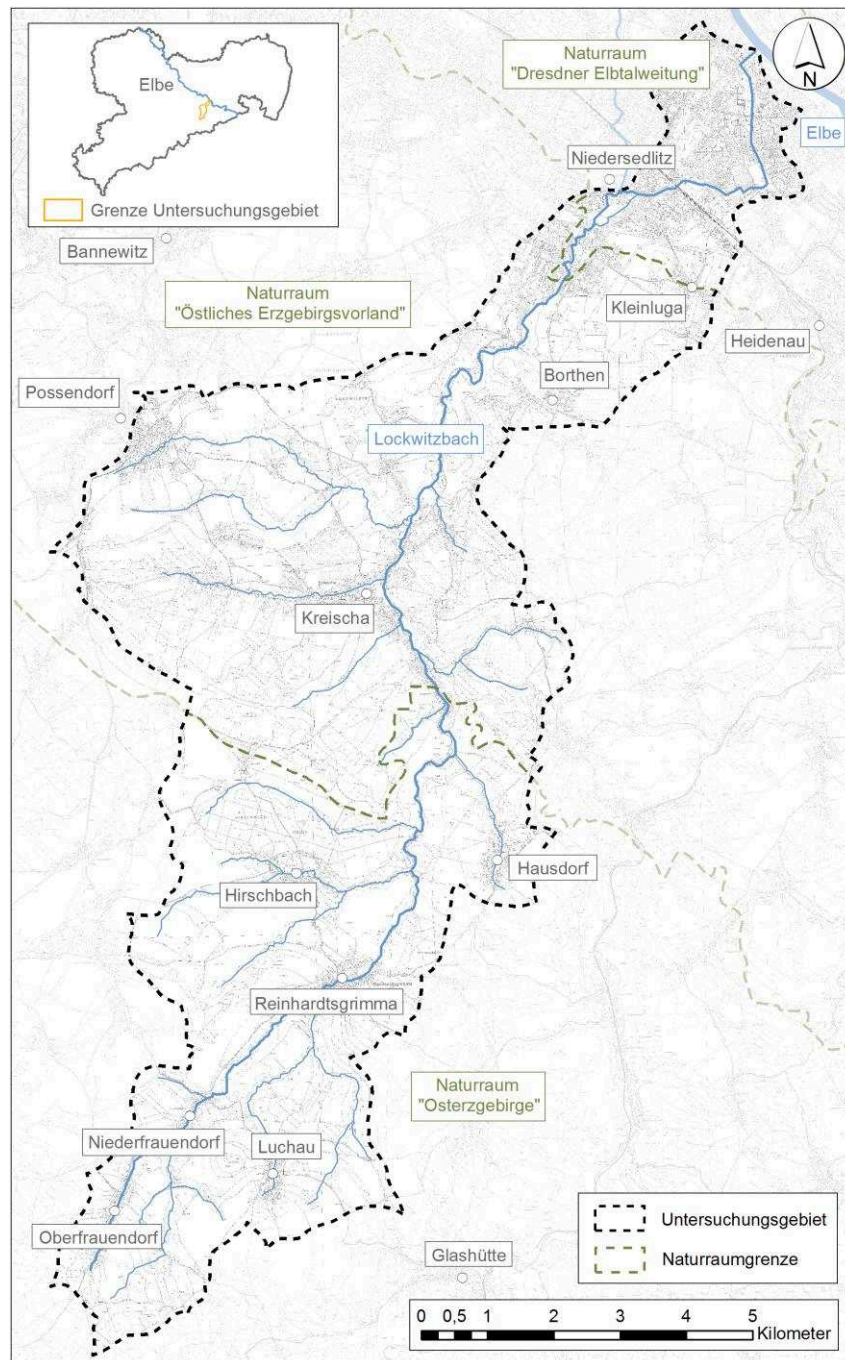 Elbe
Grenze Untersuchungsgebiet
Naturraum
"Dresdner Elbtalweitung"
N
Elbe
Niedersedlitz
Bannewitz
Naturraum
"Östliches Erzgebirgsvorland"
Kleinluga
Heidenau
Borthen
Possendorf
Lockwitzbach
Kreischa
Hausdorf
Hirschbach
Reinhardtsgrimma
Naturraum
"Osterzgebirge"
Niederfrauendorf
Luchau
Oberfrauendorf
Glashütte
Untersuchungsgebiet
Naturraumgrenze
0 0,5 1 2 3 4 5
Kilometer